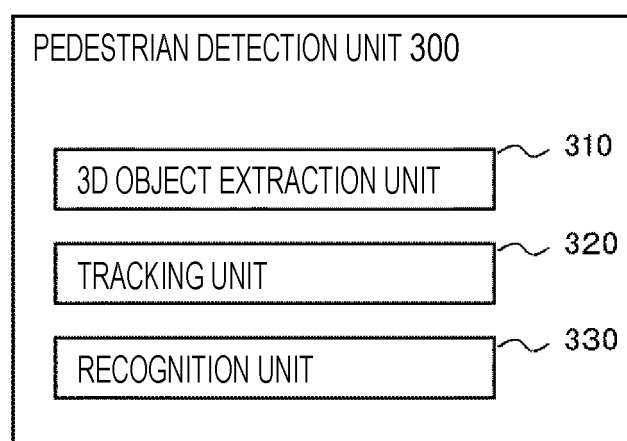 PEDESTRIAN DETECTION UNIT 300
310
3D OBJECT EXTRACTION UNIT
320
TRACKING UNIT
330
RECOGNITION UNIT